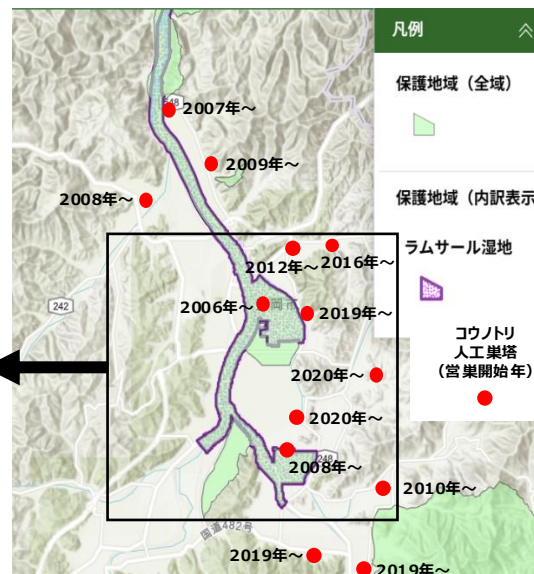 凡例
保護地域（全域）
548
2007年～
2009年～
2008年～
保護地域（内訳表示
ラムサール湿地
2012年～
2016年～
242
2006年～
2019年～
コウノトリ
人工巣塔
（営巣開始年）
2020年～
2020年～
248
2008年～
2010年～
国道482号
2019年～
2019年～